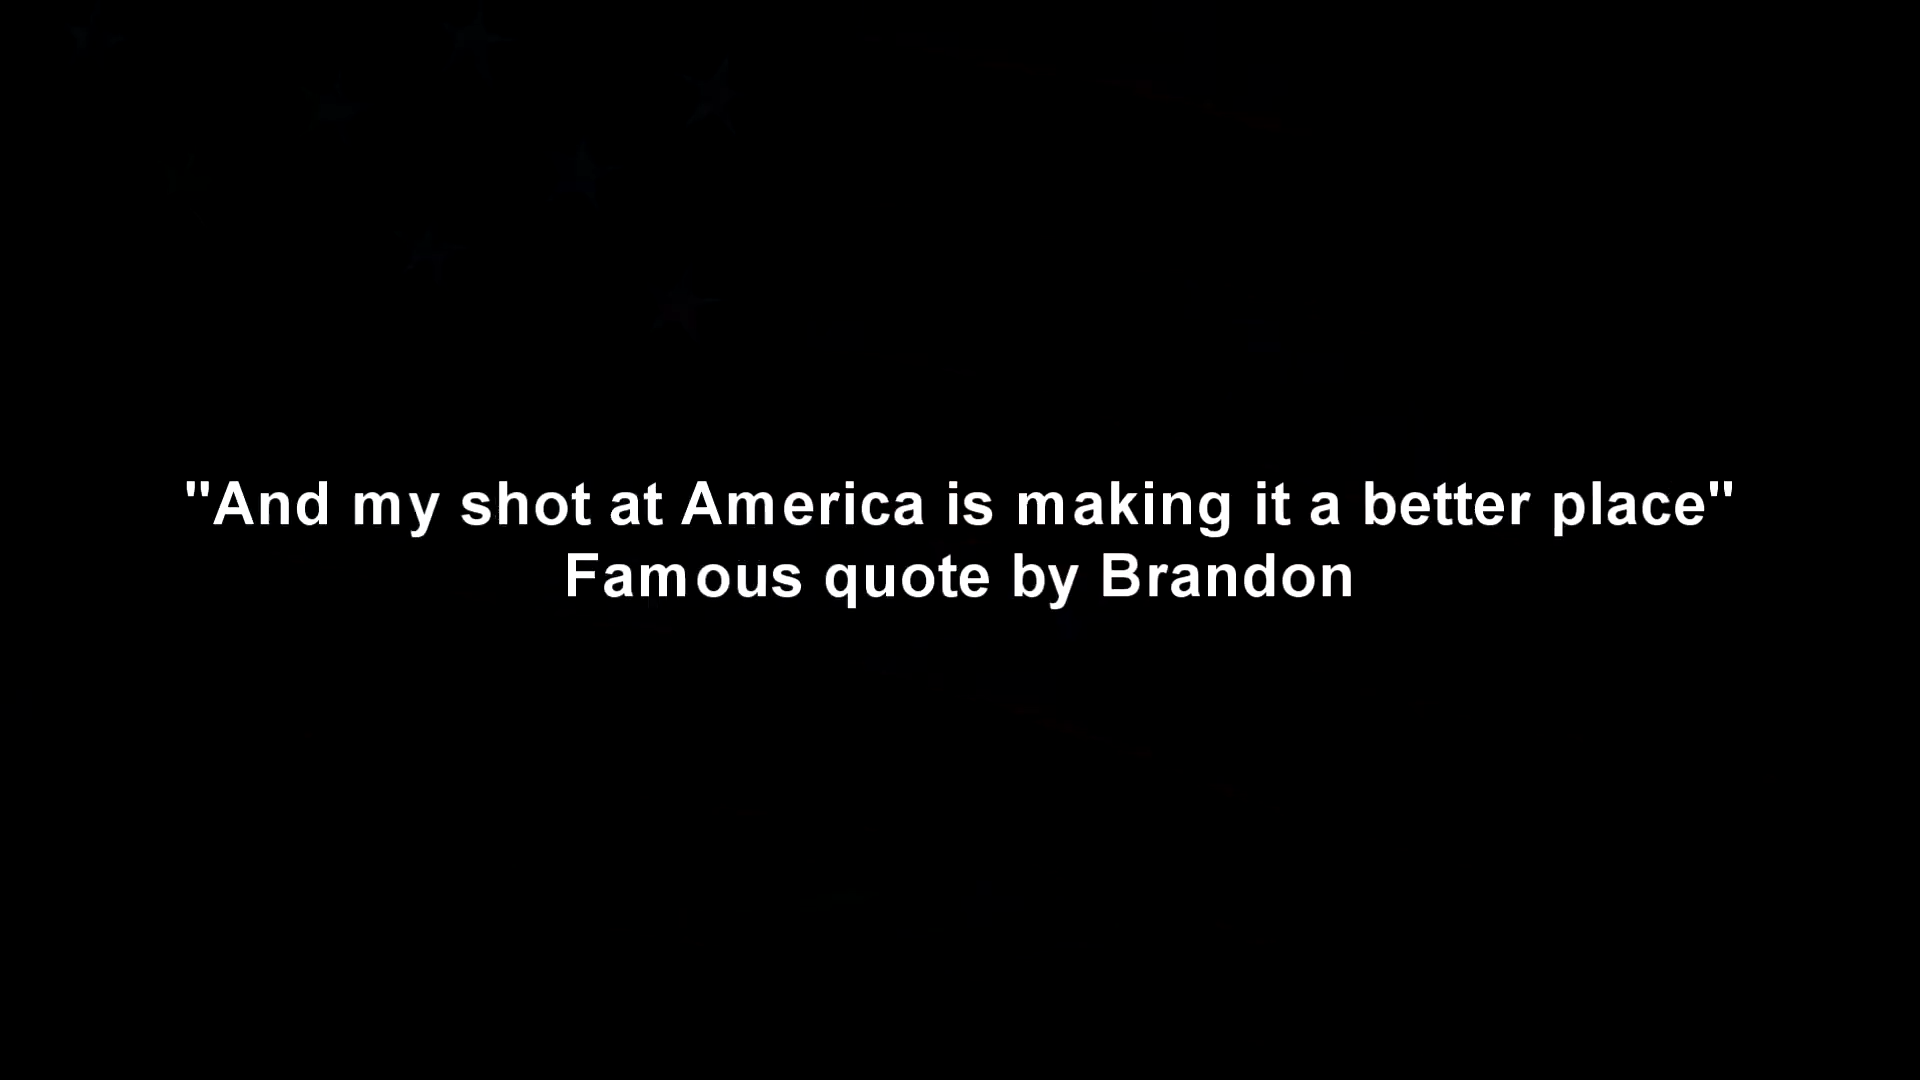 "And my shot at America is making it a better place"
Famous quote by Brandon